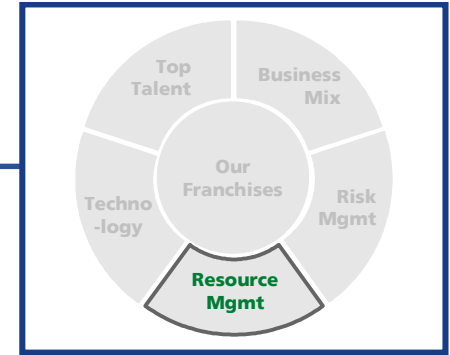 Top
Talent
Business
Mix
Our
Franchises
Techno
-logy
Risk
Mgmt
Resource
Mgmt